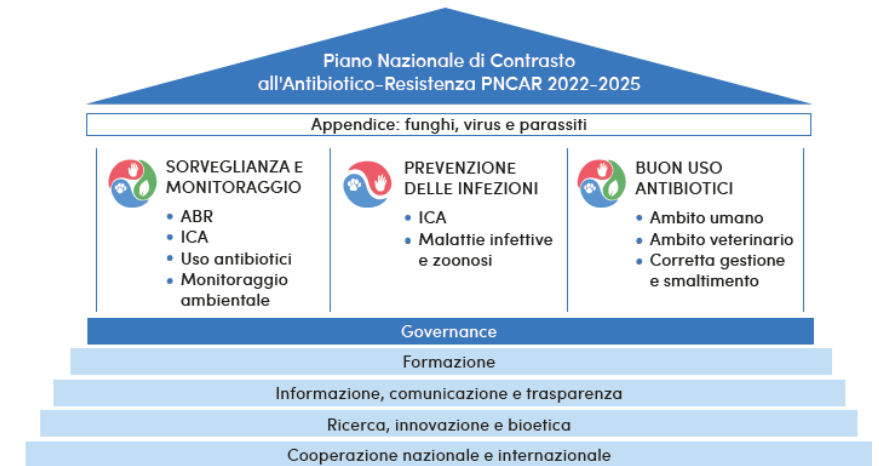 Piano Nazionale di Contrasto
all'Antibiotico-Resistenza PNCAR 2022-2025
Appendice: funghi, virus e parassiti
SORVEGLIANZA E
MONITORAGGIO
• ABR
• ICA
• Uso antibiotici
• Monitoraggio
ambientale
PREVENZIONE
DELLE INFEZIONI
• ICA
• Malattie infettive
e zoonosi
BUON USO
ANTIBIOTICI
• Ambito umano
• Ambito veterinario
• Corretta gestione
e smaltimento
Governance
Formazione
Informazione, comunicazione e trasparenza
Ricerca, innovazione e bioetica
Cooperazione nazionale e internazionale